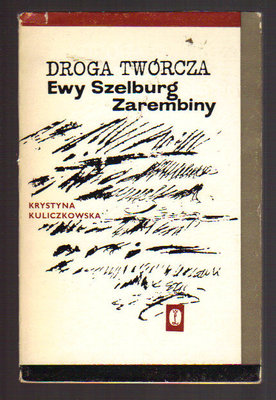 DROGA TWÓRCZA
Ewy Szelburg
Zarembiny
KRYSTYNA
KULICZKOWSKA